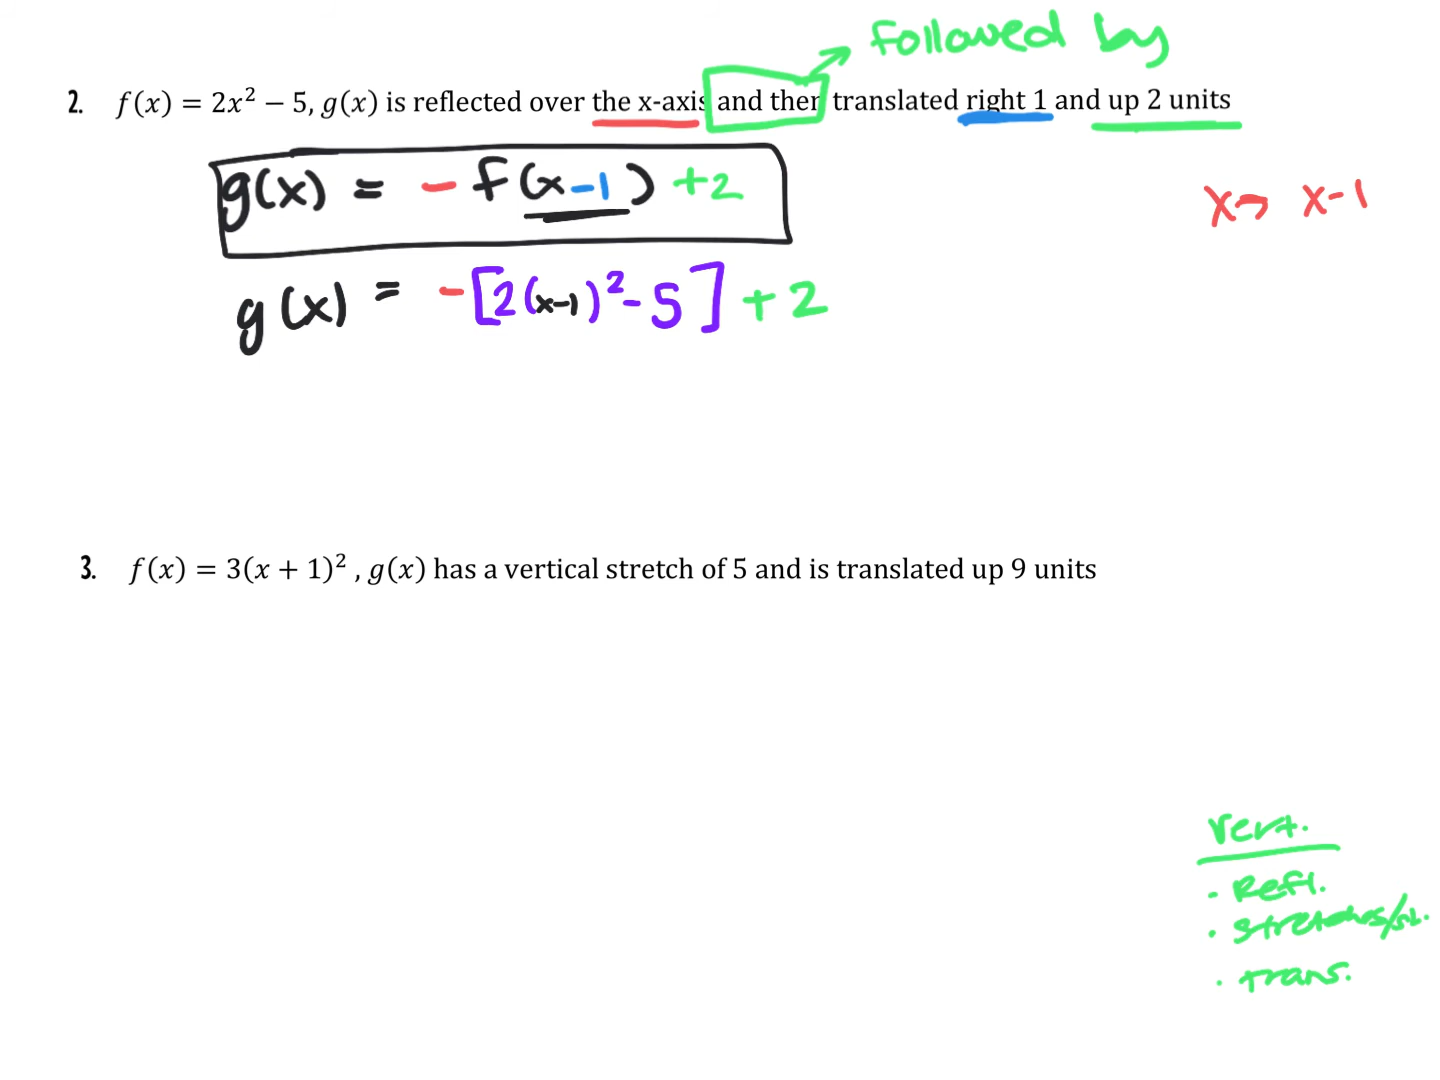 Followed by
2. f(x) = 2x² − 5, g(x) is reflected over the x-axis and then translated right 1 and up 2 units
g(x) = - f(x-1) +2
x→ x-1
g(x) = -[2(x-1)²-5] +2
3. f(x) = 3(x + 1)² , g(x) has a vertical stretch of 5 and is translated up 9 units
Vert.
· Refl.
· stretches/sh.
· trans.